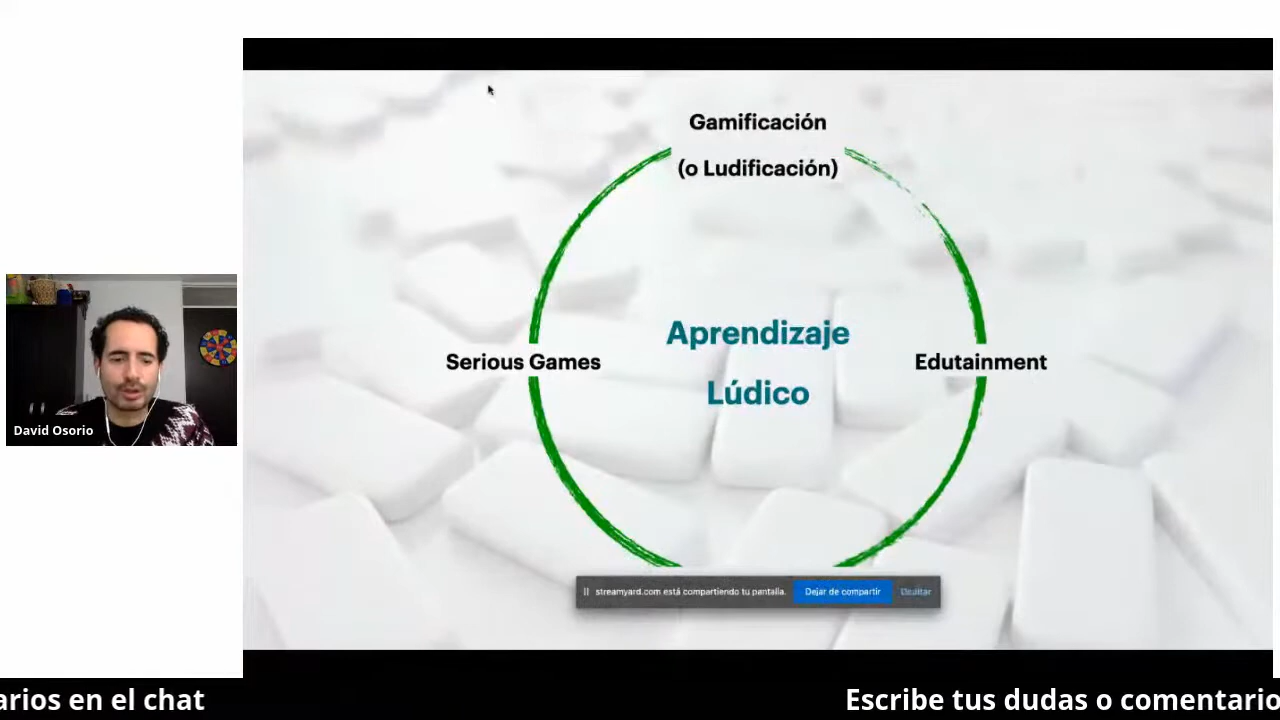 Gamificación
(o Ludificación)
Aprendizaje
Lúdico
Serious Games
Edutainment
David Osorio
streamyard.com está compartiendo tu pantalla.
Dejar de compartir
Ocultar
arios en el chat
Escribe tus dudas o comentario